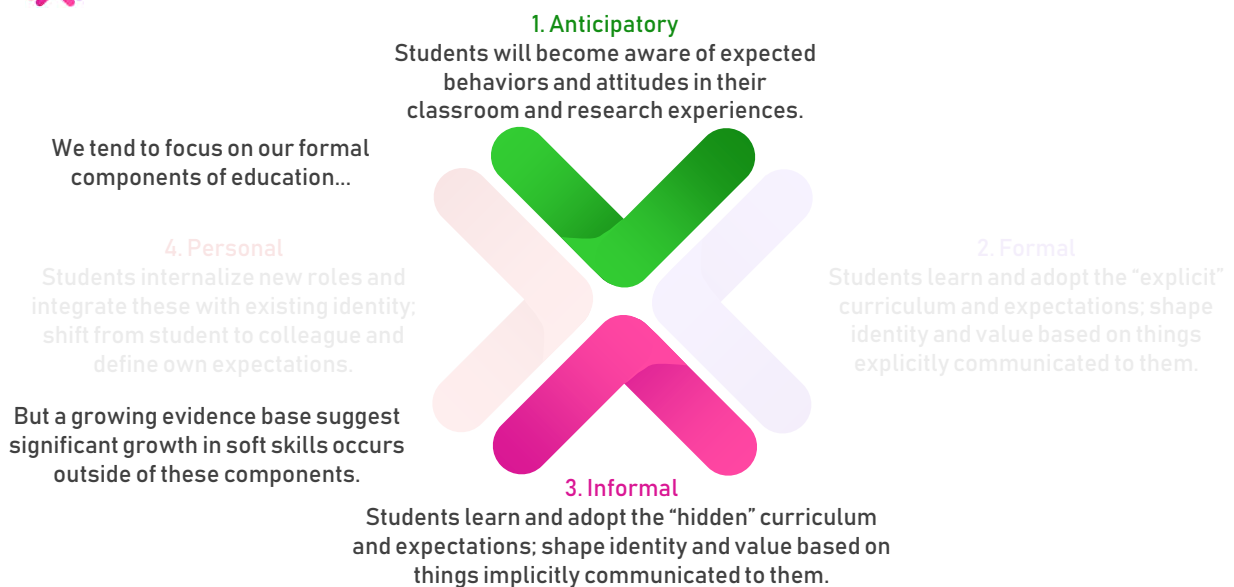 1. Anticipatory
Students will become aware of expected
behaviors and attitudes in their
classroom and research experiences.
We tend to focus on our formal
components of education...
4. Personal
Students internalize new roles and
integrate these with existing identity;
shift from student to colleague and
define own expectations.
2. Formal
Students learn and adopt the “explicit”
curriculum and expectations; shape
identity and value based on things
explicitly communicated to them.
But a growing evidence base suggest
significant growth in soft skills occurs
outside of these components.
3. Informal
Students learn and adopt the “hidden” curriculum
and expectations; shape identity and value based on
things implicitly communicated to them.